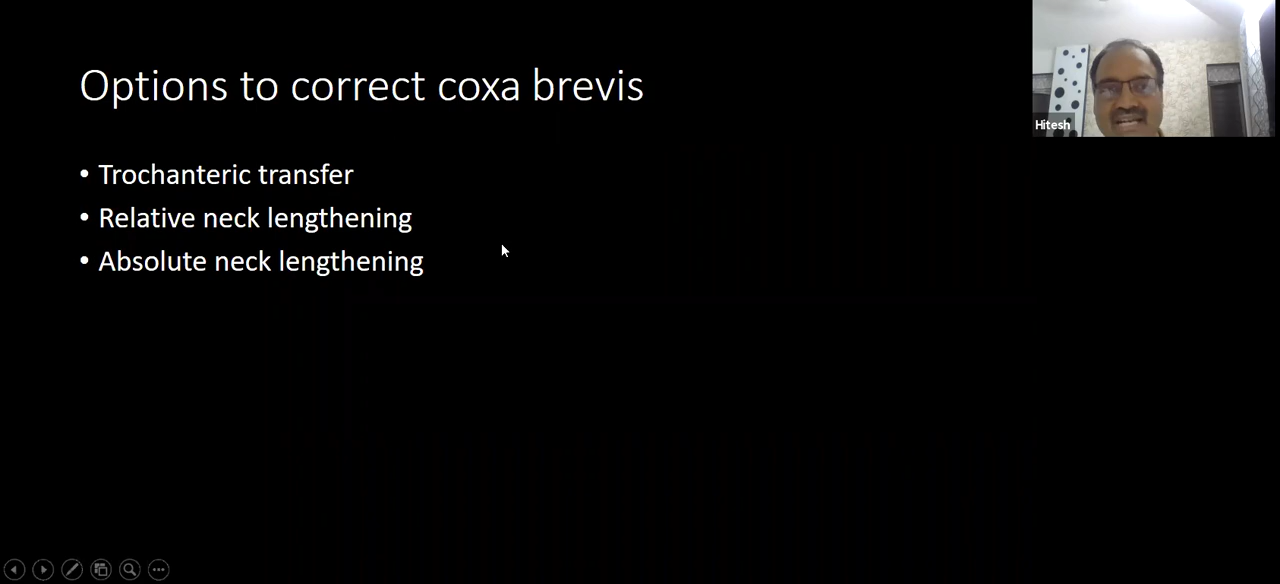 Options to correct coxa brevis
• Trochanteric transfer
• Relative neck lengthening
• Absolute neck lengthening
Hitesh